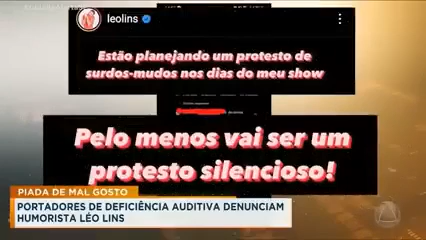 leolins
Estão planejando um protesto de
surdos-mudos nos dias do meu show
Pelo menos vai ser um
protesto silencioso!
PIADA DE MAL GOSTO
PORTADORES DE DEFICIÊNCIA AUDITIVA DENUNCIAM
HUMORISTA LÉO LINS